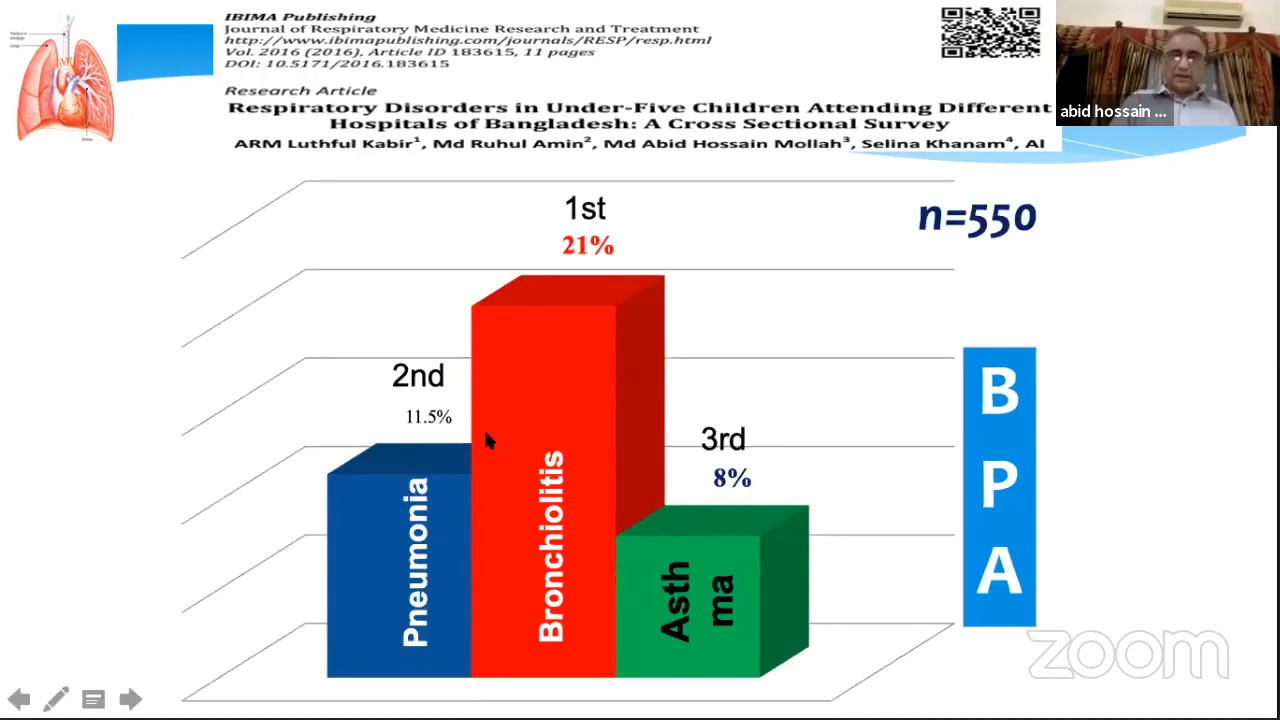 IBIMA Publishing
Journal of Respiratory Medicine Research and Treatment
http://www.ibimapublishing.com/journals/RESP/resp.html
Vol. 2016 (2016), Article ID 183615, 11 pages
DOI: 10.5171/2016.183615
Research Article
Respiratory Disorders in Under-Five Children Attending Different
Hospitals of Bangladesh: A Cross Sectional Survey
ARM Luthful Kabir¹, Md Ruhul Amin², Md Abid Hossain Mollah³, Selina Khanam⁴, Al
abid hossain ...
n=550
1st
21%
2nd
11.5%
3rd
8%
Pneumonia
Bronchiolitis
Asth
ma
B
P
A
zoom